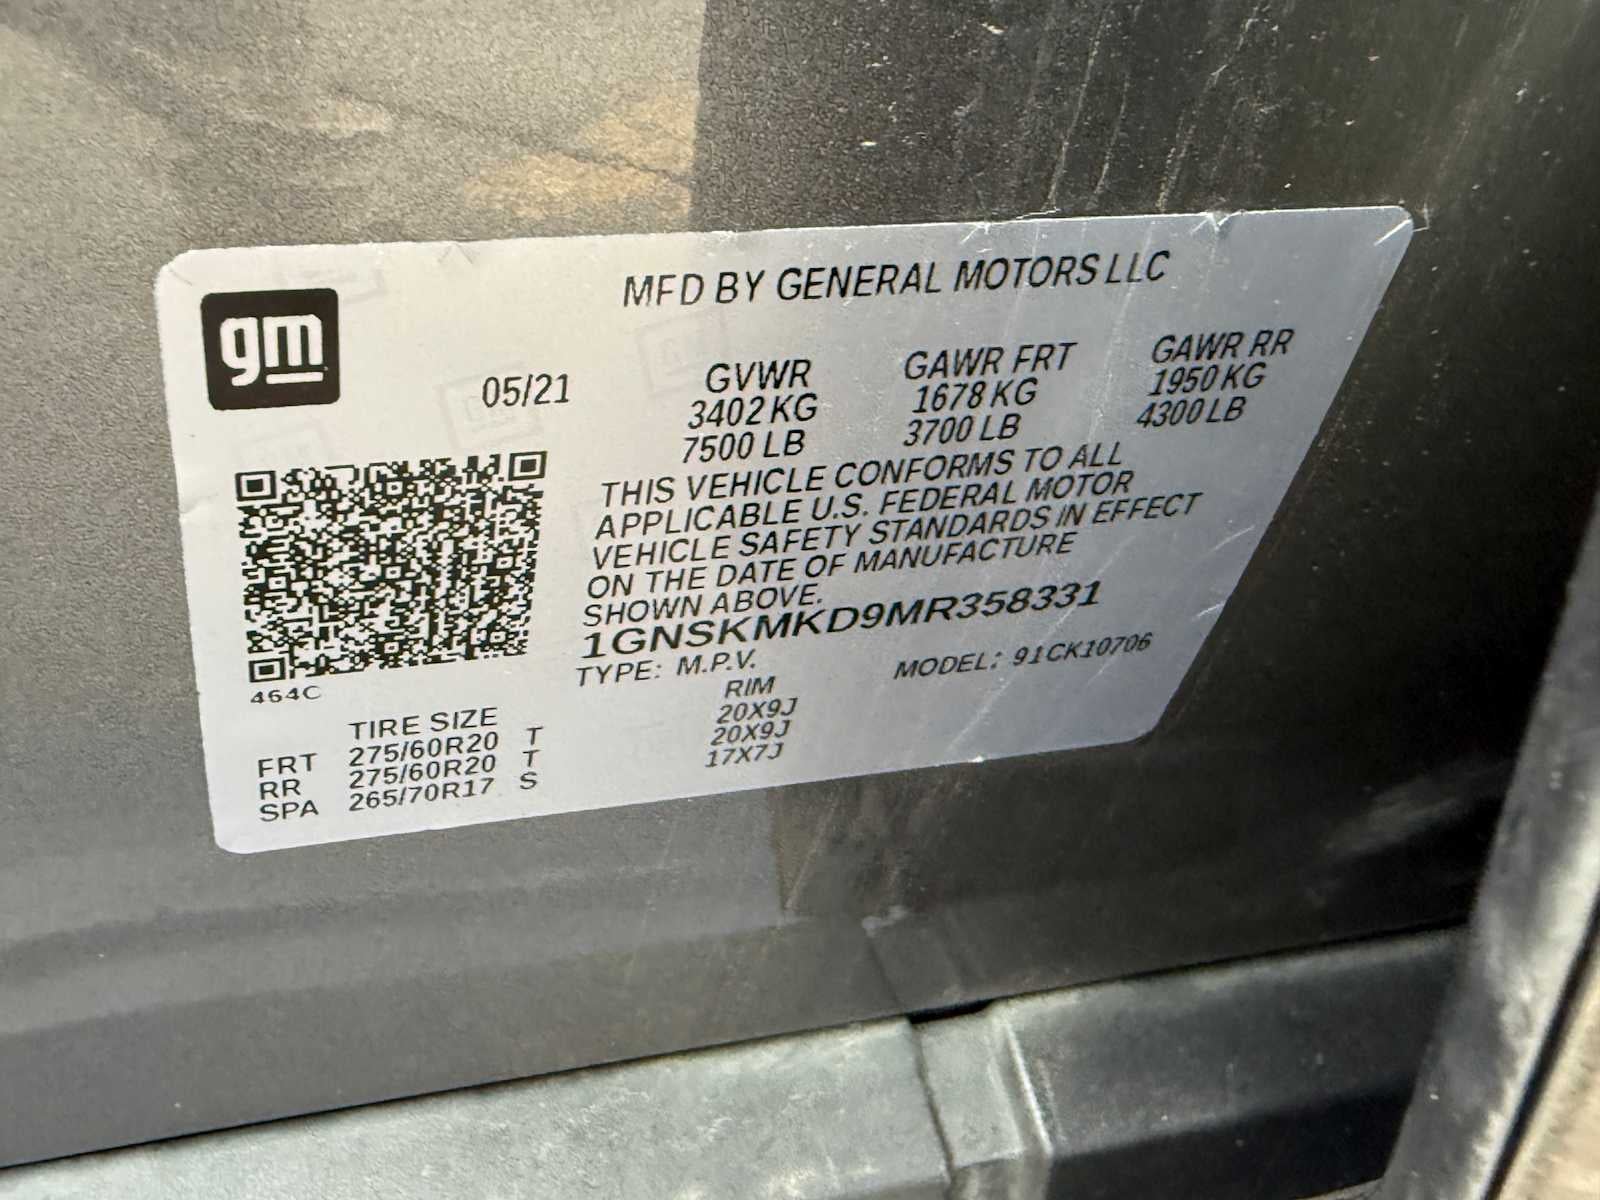 gm
MFD BY GENERAL MOTORS LLC
05/21
GVWR GAWR FRT GAWR RR
3402 KG 1678 KG 1950 KG
7500 LB 3700 LB 4300 LB
THIS VEHICLE CONFORMS TO ALL
APPLICABLE U.S. FEDERAL MOTOR
VEHICLE SAFETY STANDARDS IN EFFECT
ON THE DATE OF MANUFACTURE
SHOWN ABOVE.
1GNSKMKD9MR358331
TYPE: M.P.V. MODEL: 91CK10706
464C
TIRE SIZE RIM
FRT 275/60R20 T 20X9J
RR 275/60R20 T 20X9J
SPA 265/70R17 S 17X7J